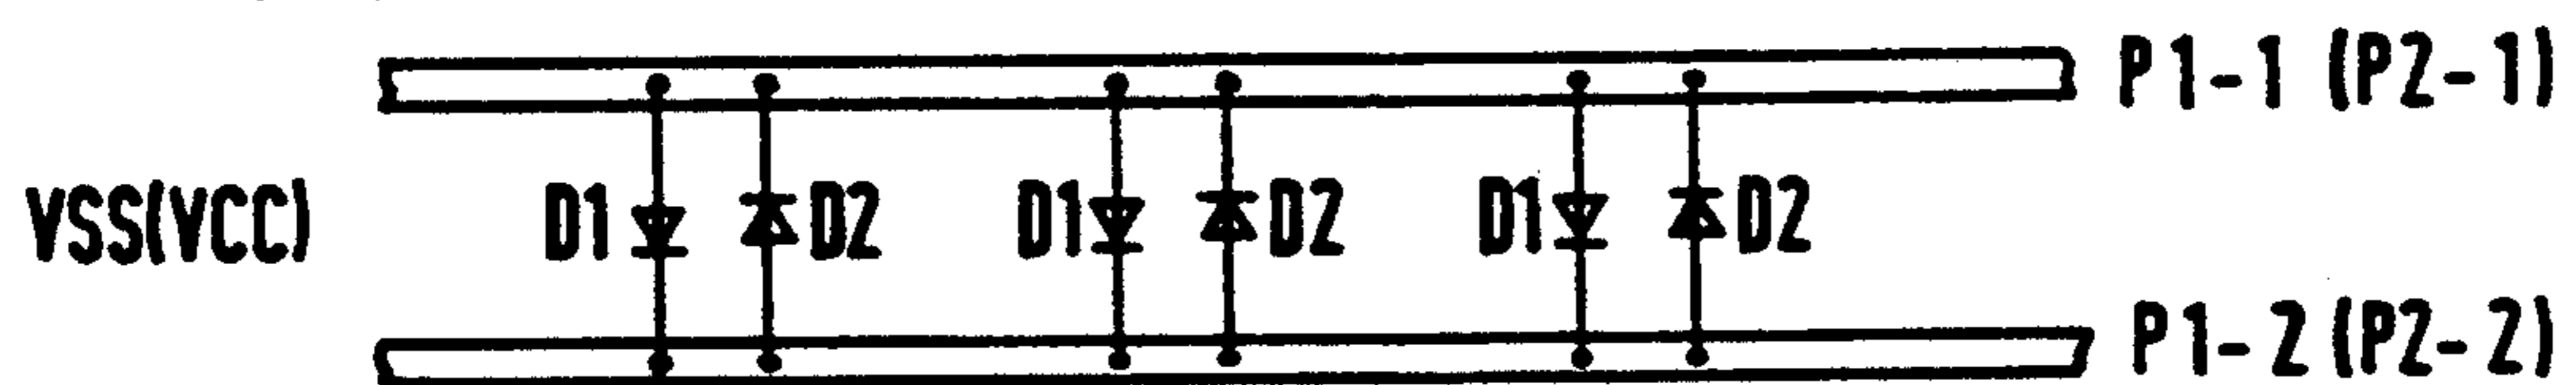 P1-1 (P2-1)
VSS(VCC) D1 D2 D1 D2 D1 D2
P1-2 (P2-2)